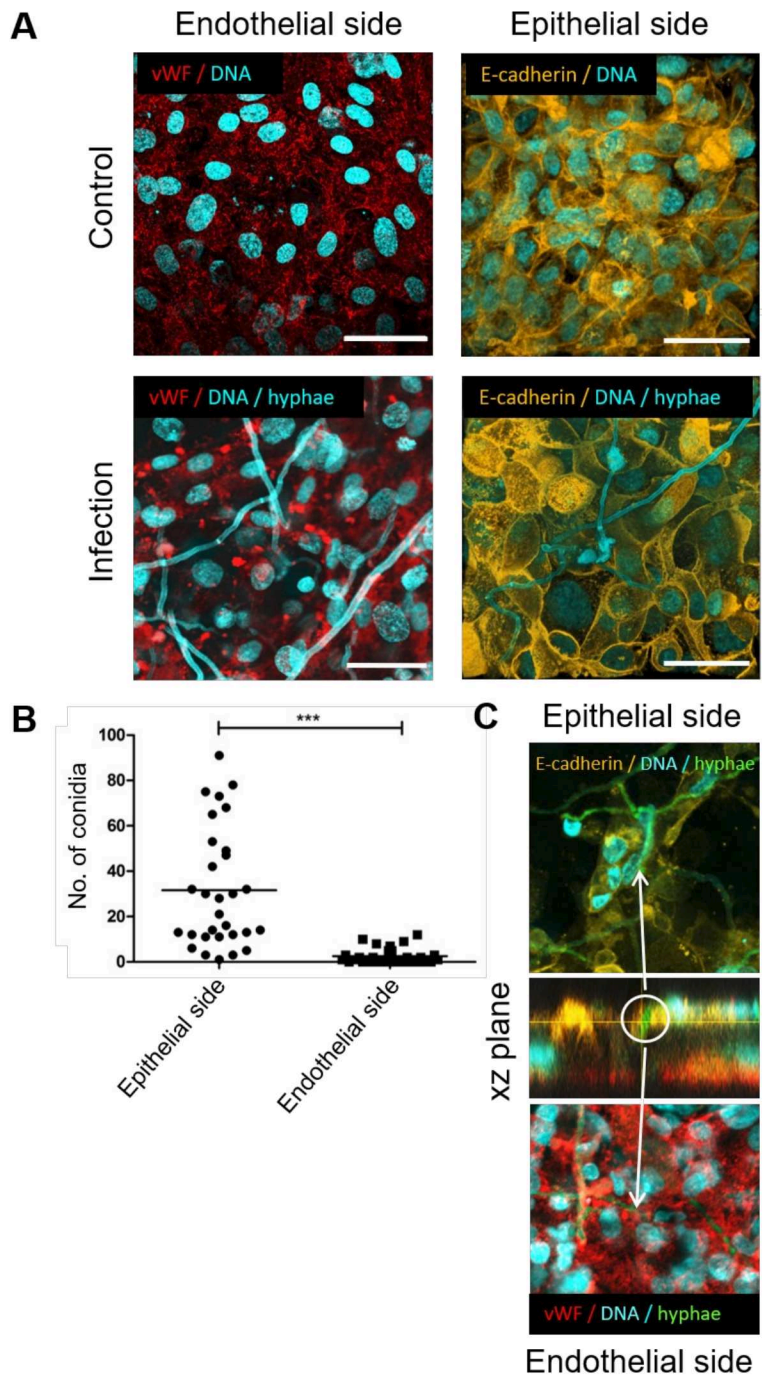 A
Endothelial side
Epithelial side
Control
vWF / DNA
E-cadherin / DNA
Infection
vWF / DNA / hyphae
E-cadherin / DNA / hyphae
B
***
No. of conidia
100
80
60
40
20
0
Epithelial side
Endothelial side
C
Epithelial side
E-cadherin / DNA / hyphae
xz plane
vWF / DNA / hyphae
Endothelial side